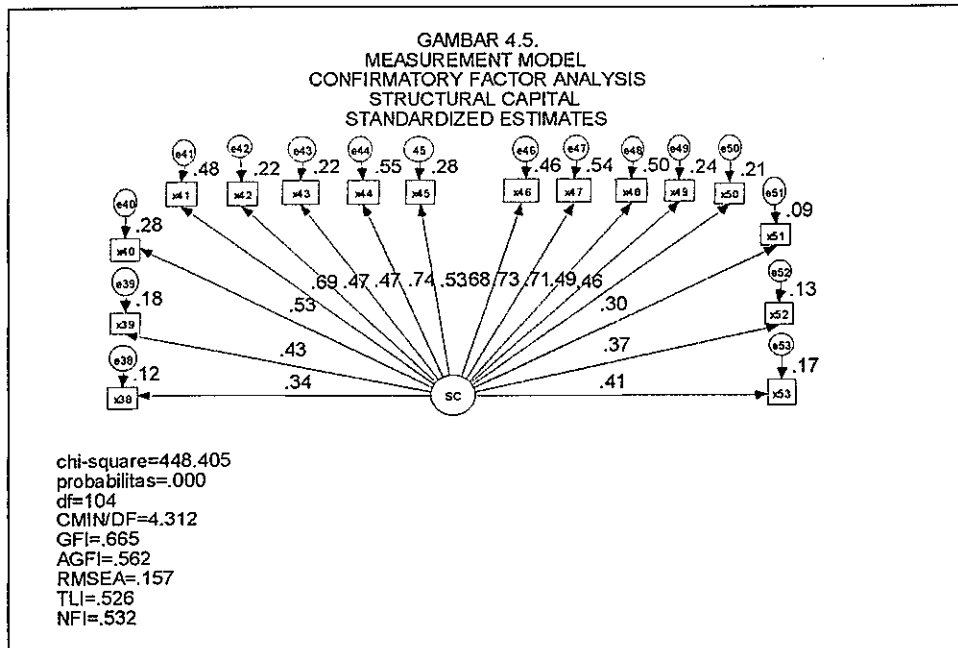 GAMBAR 4.5.
MEASUREMENT MODEL
CONFIRMATORY FACTOR ANALYSIS
STRUCTURAL CAPITAL
STANDARDIZED ESTIMATES
e41 e42 e43 e44 45 e46 e47 e48 e49 e50
.48 .22 .22 .55 .28 .46 .54 .50 .24 .21
x41 x42 x43 x44 x45 x46 x47 x48 x49 x50
e40 e51
.28 .09
x40 x51
.69 .47 .47 .74 .53 .68 .73 .71 .49 .46
e39 e52
.18 .53 .30 .13
x39 x52
.43 .37
e38 e53
.12 .34 .41 .17
x38 SC x53
chi-square=448.405
probabilitas=.000
df=104
CMIN/DF=4.312
GFI=.665
AGFI=.562
RMSEA=.157
TLI=.526
NFI=.532